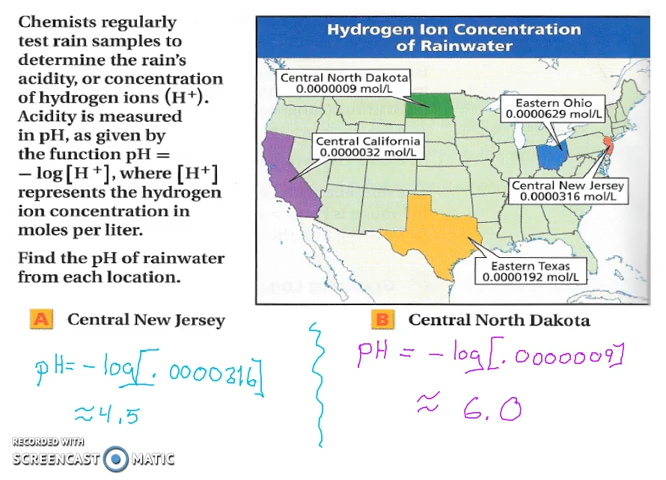 Chemists regularly
test rain samples to
determine the rain's
acidity, or concentration
of hydrogen ions (H⁺).
Acidity is measured
in pH, as given by
the function pH =
– log [H⁺], where [H⁺]
represents the hydrogen
ion concentration in
moles per liter.
Find the pH of rainwater
from each location.
Hydrogen Ion Concentration
of Rainwater
Central North Dakota
0.0000009 mol/L
Eastern Ohio
0.0000629 mol/L
Central California
0.0000032 mol/L
Central New Jersey
0.0000316 mol/L
Eastern Texas
0.0000192 mol/L
A Central New Jersey
pH = – log[.0000316]
≈ 4.5
B Central North Dakota
pH = – log[.0000009]
≈ 6.0
RECORDED WITH
SCREENCAST MATIC